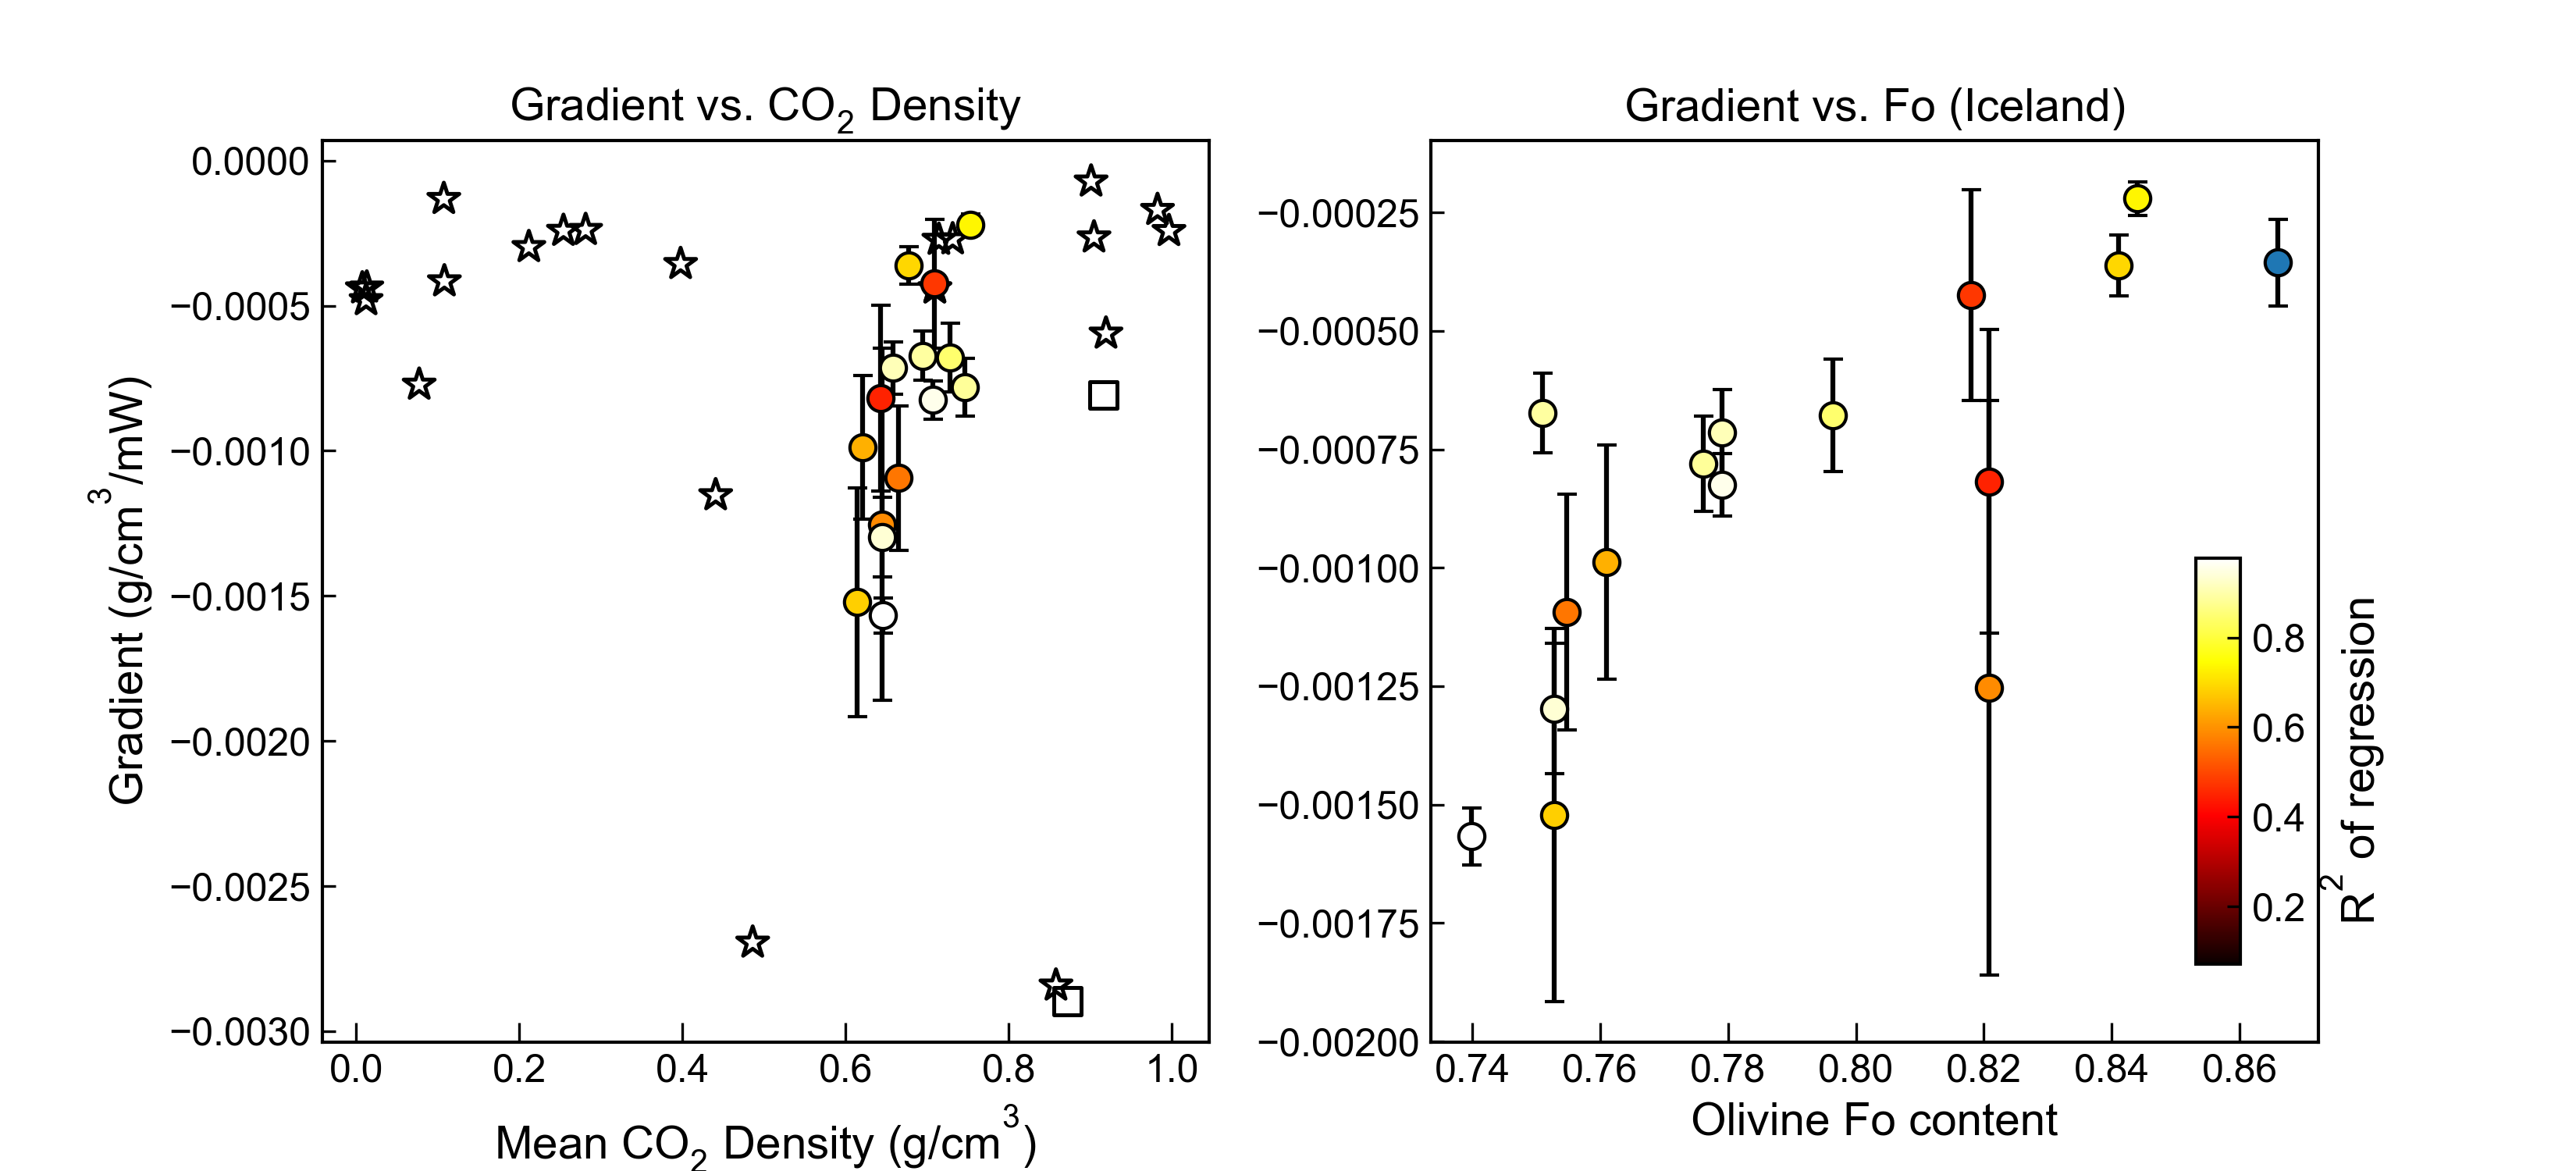 Gradient vs. CO₂ Density
Gradient (g/cm³/mW)
0.0000
−0.0005
−0.0010
−0.0015
−0.0020
−0.0025
−0.0030
0.0 0.2 0.4 0.6 0.8 1.0
Mean CO₂ Density (g/cm³)
Gradient vs. Fo (Iceland)
−0.00025
−0.00050
−0.00075
−0.00100
−0.00125
−0.00150
−0.00175
−0.00200
0.74 0.76 0.78 0.80 0.82 0.84 0.86
Olivine Fo content
0.8
0.6
0.4
0.2
R² of regression